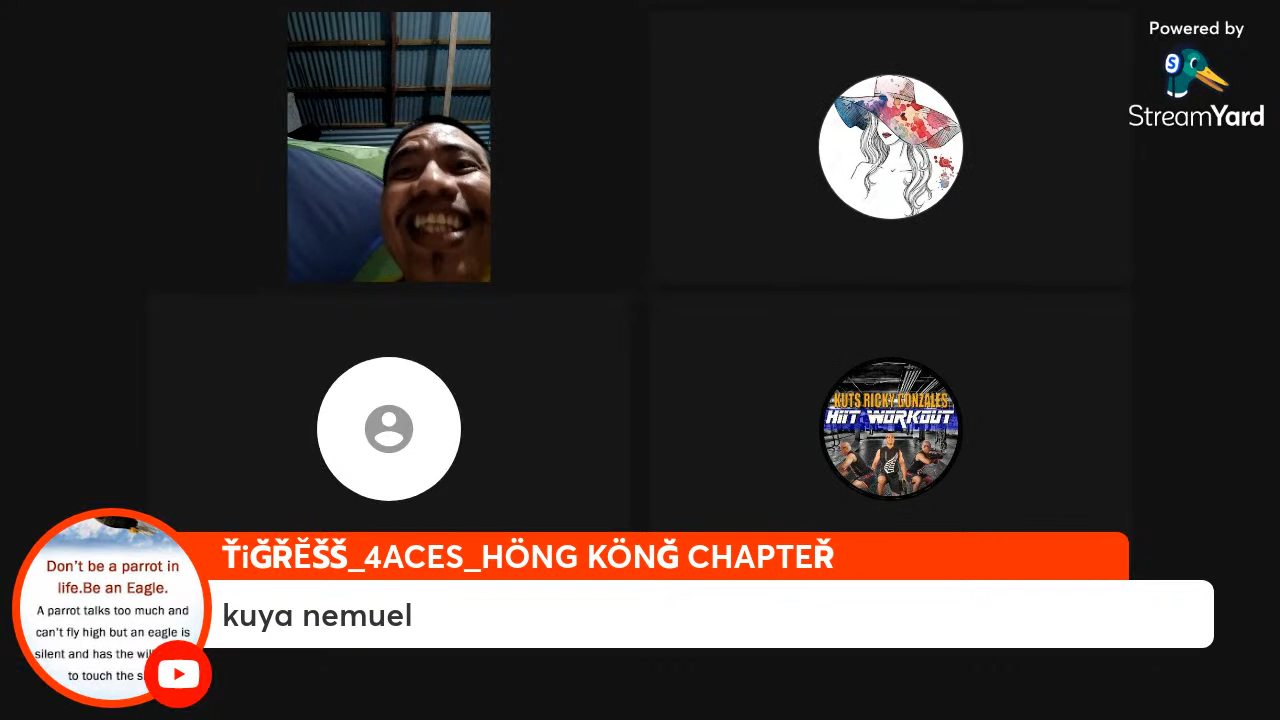 Powered by
S
StreamYard
KUTS RICKY GONZALES
HIIT WORKOUT
ŤiĞŘĔŠŠ_4ACES_HÖNG KÖNĞ CHAPTEŘ
kuya nemuel
Don't be a parrot in
life.Be an Eagle.
A parrot talks too much and
can't fly high but an eagle is
silent and has the
to touch the